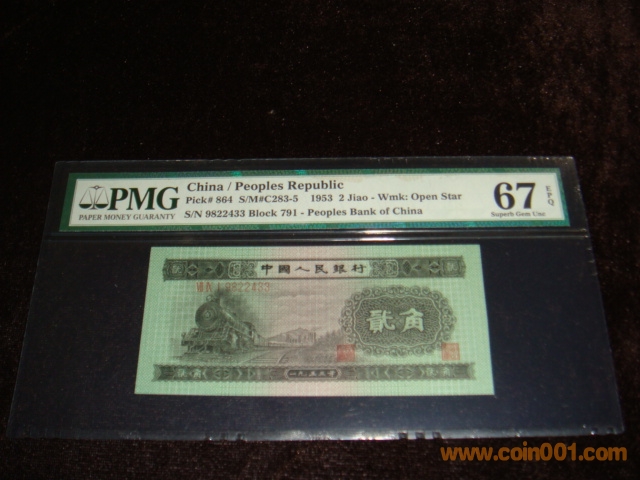 PMG
PAPER MONEY GUARANTY
China / Peoples Republic
Pick# 864 S/M#C283-5 1953 2 Jiao - Wmk: Open Star
S/N 9822433 Block 791 - Peoples Bank of China
67 EPQ
Superb Gem Unc
中國人民銀行
9822433
貳角
www.coin001.com